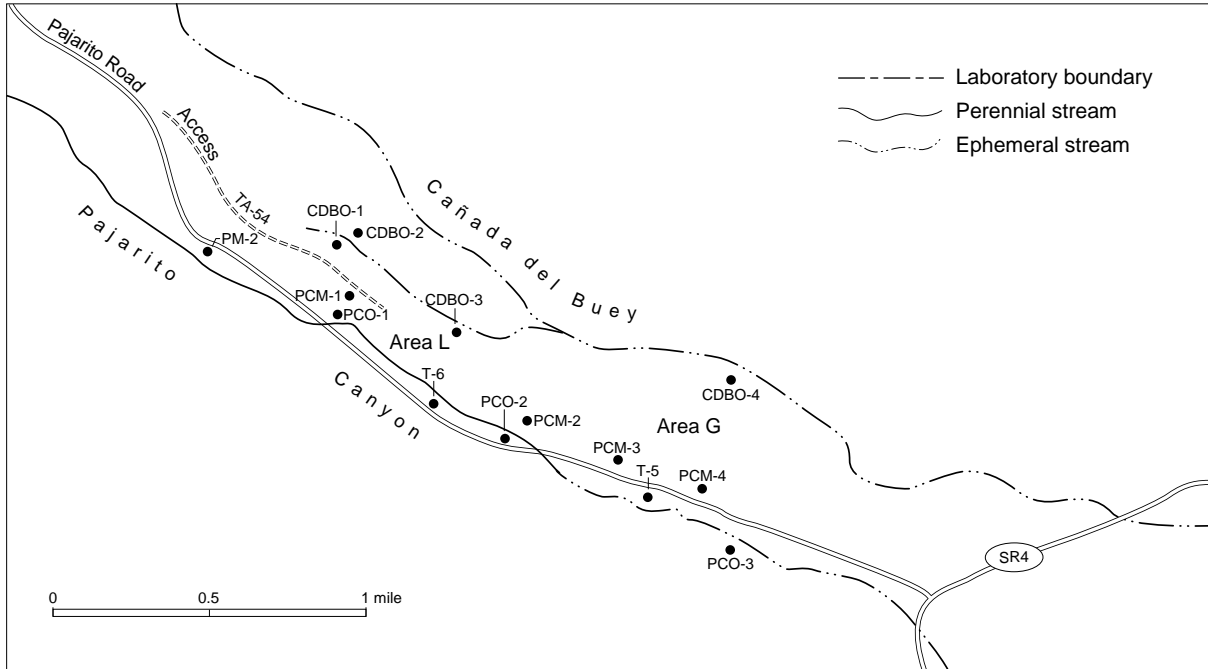 Pajarito Road
Laboratory boundary
Perennial stream
Ephemeral stream
Access
TA-54
CDBO-1
CDBO-2
Cañada del Buey
Pajarito
PM-2
PCM-1
CDBO-3
PCO-1
Area L
T-6
Canyon
CDBO-4
PCO-2
PCM-2
Area G
PCM-3
T-5
PCM-4
PCO-3
SR4
0 0.5 1 mile